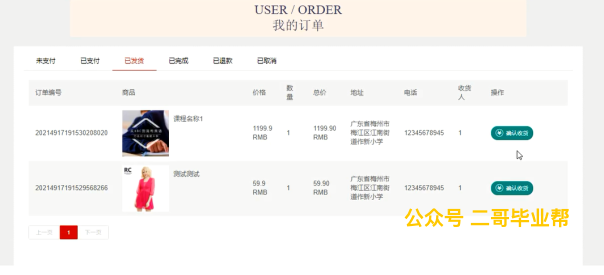 USER / ORDER
我的订单
未支付 已支付 已发货 已完成 已退款 已取消
订单编号 商品 价格 数量 总价 地址 电话 收货人 操作
2021491719153020802​0 课程名称1 1199.9 RMB 1 1199.90 RMB 广东省梅州市梅江区江南街道作新小学 12345678945 1 确认收货
20214917191529568266 测试测试 59.9 RMB 1 59.90 RMB 广东省梅州市梅江区江南街道作新小学 12345678945 1 确认收货
RC
上一页 1 下一页
公众号 二哥毕业帮